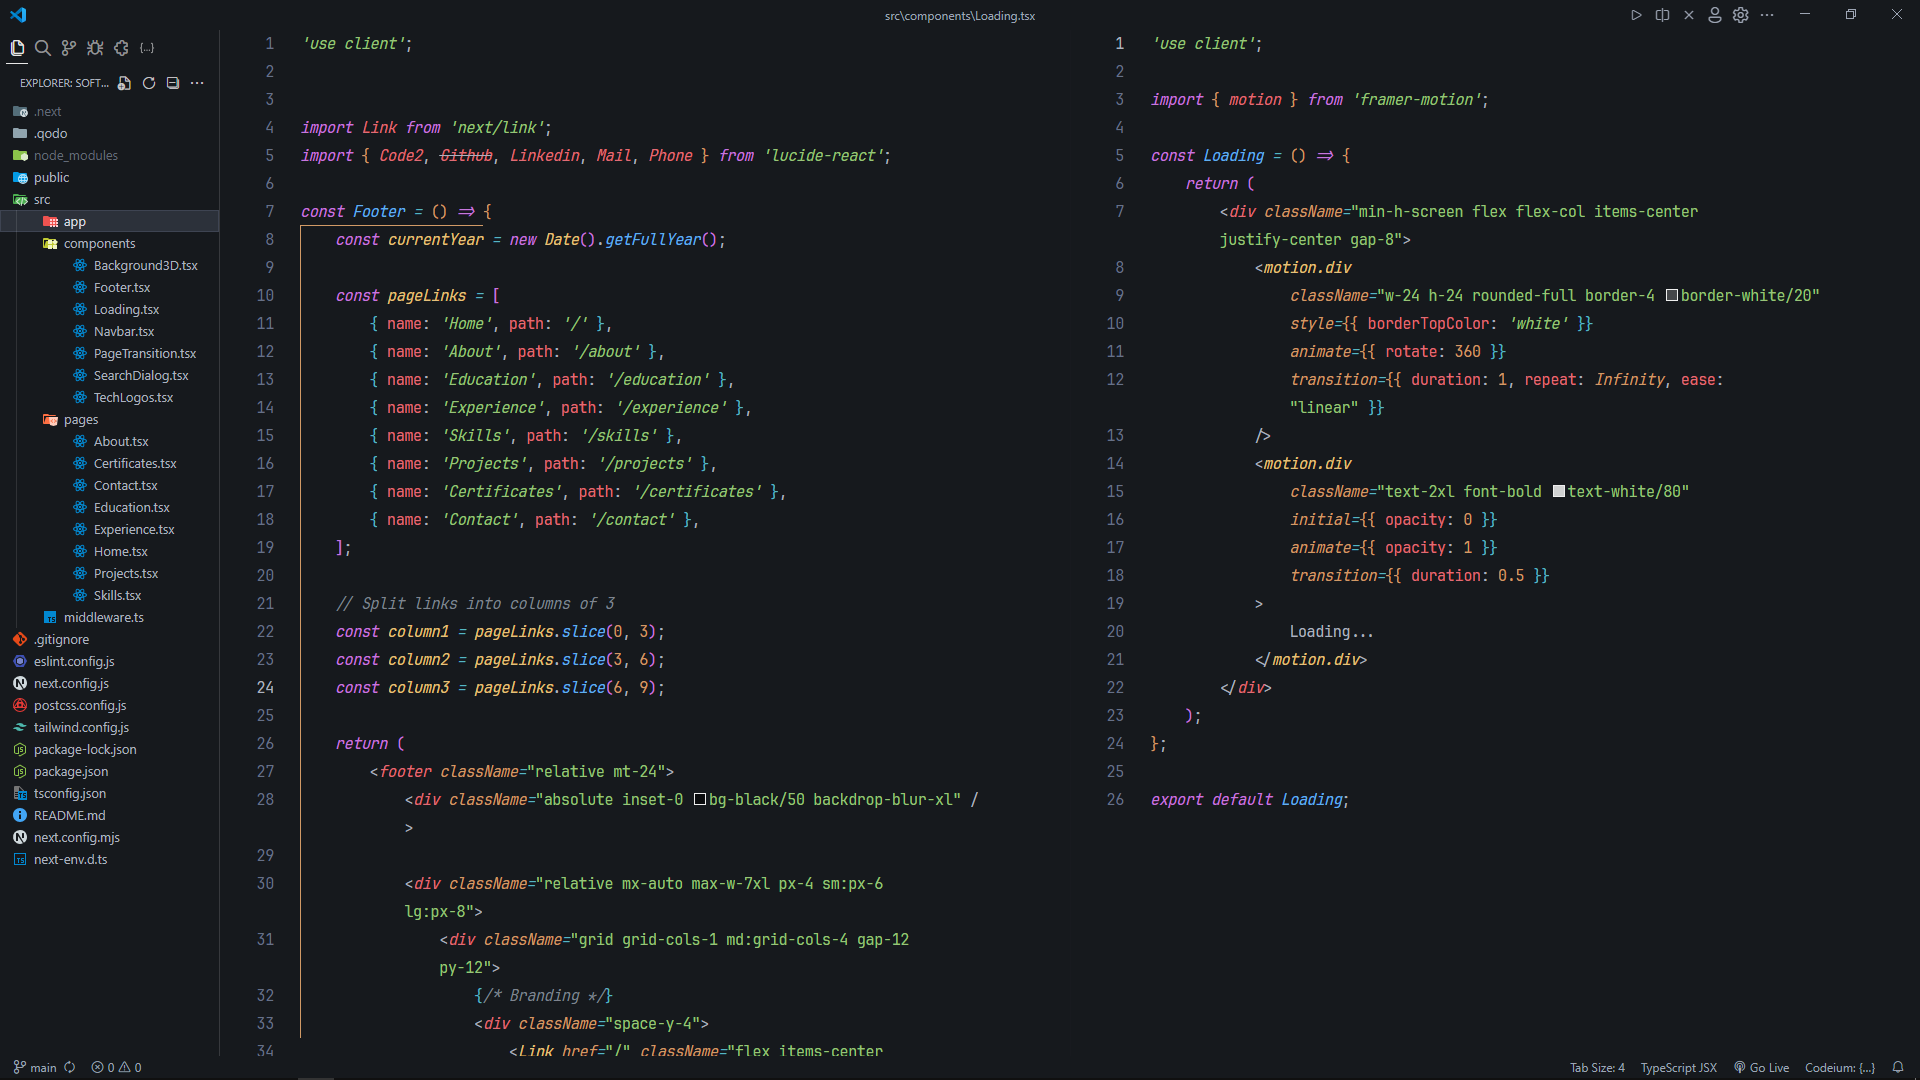 src\components\Loading.tsx
{...}
EXPLORER: SOFT...
.next
.qodo
node_modules
public
src
app
components
Background3D.tsx
Footer.tsx
Loading.tsx
Navbar.tsx
PageTransition.tsx
SearchDialog.tsx
TechLogos.tsx
pages
About.tsx
Certificates.tsx
Contact.tsx
Education.tsx
Experience.tsx
Home.tsx
Projects.tsx
Skills.tsx
middleware.ts
.gitignore
eslint.config.js
next.config.js
postcss.config.js
tailwind.config.js
package-lock.json
package.json
tsconfig.json
README.md
next.config.mjs
next-env.d.ts
1 'use client';
2
3
4 import Link from 'next/link';
5 import { Code2, Github, Linkedin, Mail, Phone } from 'lucide-react';
6
7 const Footer = () => {
8 const currentYear = new Date().getFullYear();
9
10 const pageLinks = [
11 { name: 'Home', path: '/' },
12 { name: 'About', path: '/about' },
13 { name: 'Education', path: '/education' },
14 { name: 'Experience', path: '/experience' },
15 { name: 'Skills', path: '/skills' },
16 { name: 'Projects', path: '/projects' },
17 { name: 'Certificates', path: '/certificates' },
18 { name: 'Contact', path: '/contact' },
19 ];
20
21 // Split links into columns of 3
22 const column1 = pageLinks.slice(0, 3);
23 const column2 = pageLinks.slice(3, 6);
24 const column3 = pageLinks.slice(6, 9);
25
26 return (
27 <footer className="relative mt-24">
28 <div className="absolute inset-0 bg-black/50 backdrop-blur-xl" /
>
29
30 <div className="relative mx-auto max-w-7xl px-4 sm:px-6
lg:px-8">
31 <div className="grid grid-cols-1 md:grid-cols-4 gap-12
py-12">
32 {/* Branding */}
33 <div className="space-y-4">
34 <Link href="/" className="flex items-center
1 'use client';
2
3 import { motion } from 'framer-motion';
4
5 const Loading = () => {
6 return (
7 <div className="min-h-screen flex flex-col items-center
justify-center gap-8">
8 <motion.div
9 className="w-24 h-24 rounded-full border-4 border-white/20"
10 style={{ borderTopColor: 'white' }}
11 animate={{ rotate: 360 }}
12 transition={{ duration: 1, repeat: Infinity, ease:
"linear" }}
13 />
14 <motion.div
15 className="text-2xl font-bold text-white/80"
16 initial={{ opacity: 0 }}
17 animate={{ opacity: 1 }}
18 transition={{ duration: 0.5 }}
19 >
20 Loading...
21 </motion.div>
22 </div>
23 );
24 };
25
26 export default Loading;
main 0 0
Tab Size: 4 TypeScript JSX Go Live Codeium: {...}